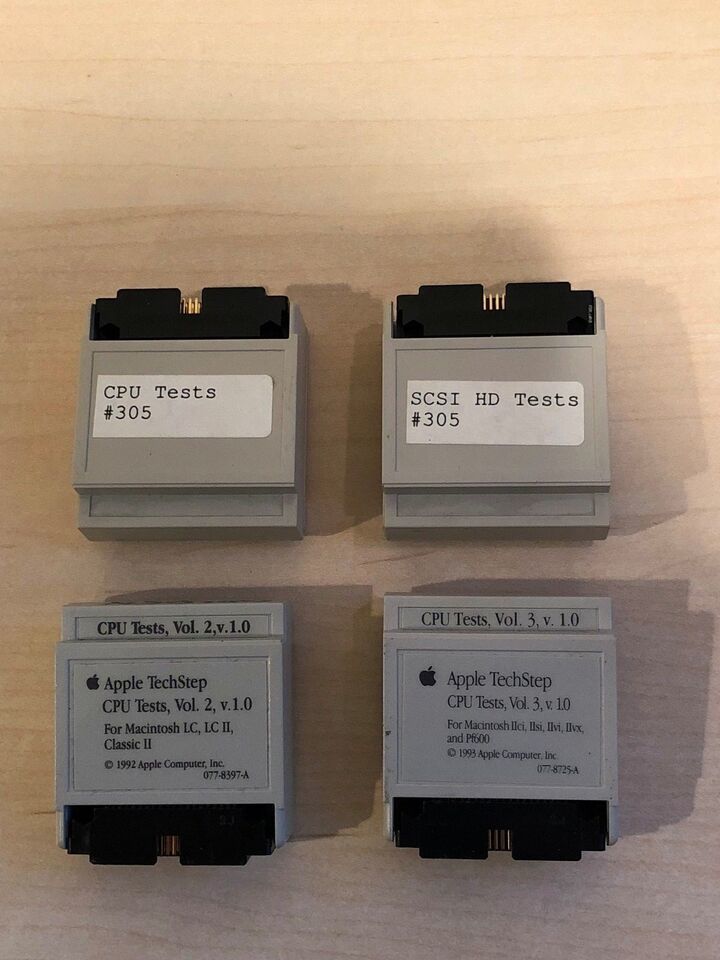 CPU Tests
#305
SCSI HD Tests
#305
CPU Tests, Vol. 2,v.1.0
Apple TechStep
CPU Tests, Vol. 2, v.1.0
For Macintosh LC, LC II,
Classic II
© 1992 Apple Computer, Inc.
077-8397-A
CPU Tests, Vol. 3, v. 1.0
Apple TechStep
CPU Tests, Vol. 3, v. 1.0
For Macintosh IIci, IIsi, IIvi, IIvx,
and Pf600
© 1993 Apple Computer, Inc.
077-8725-A